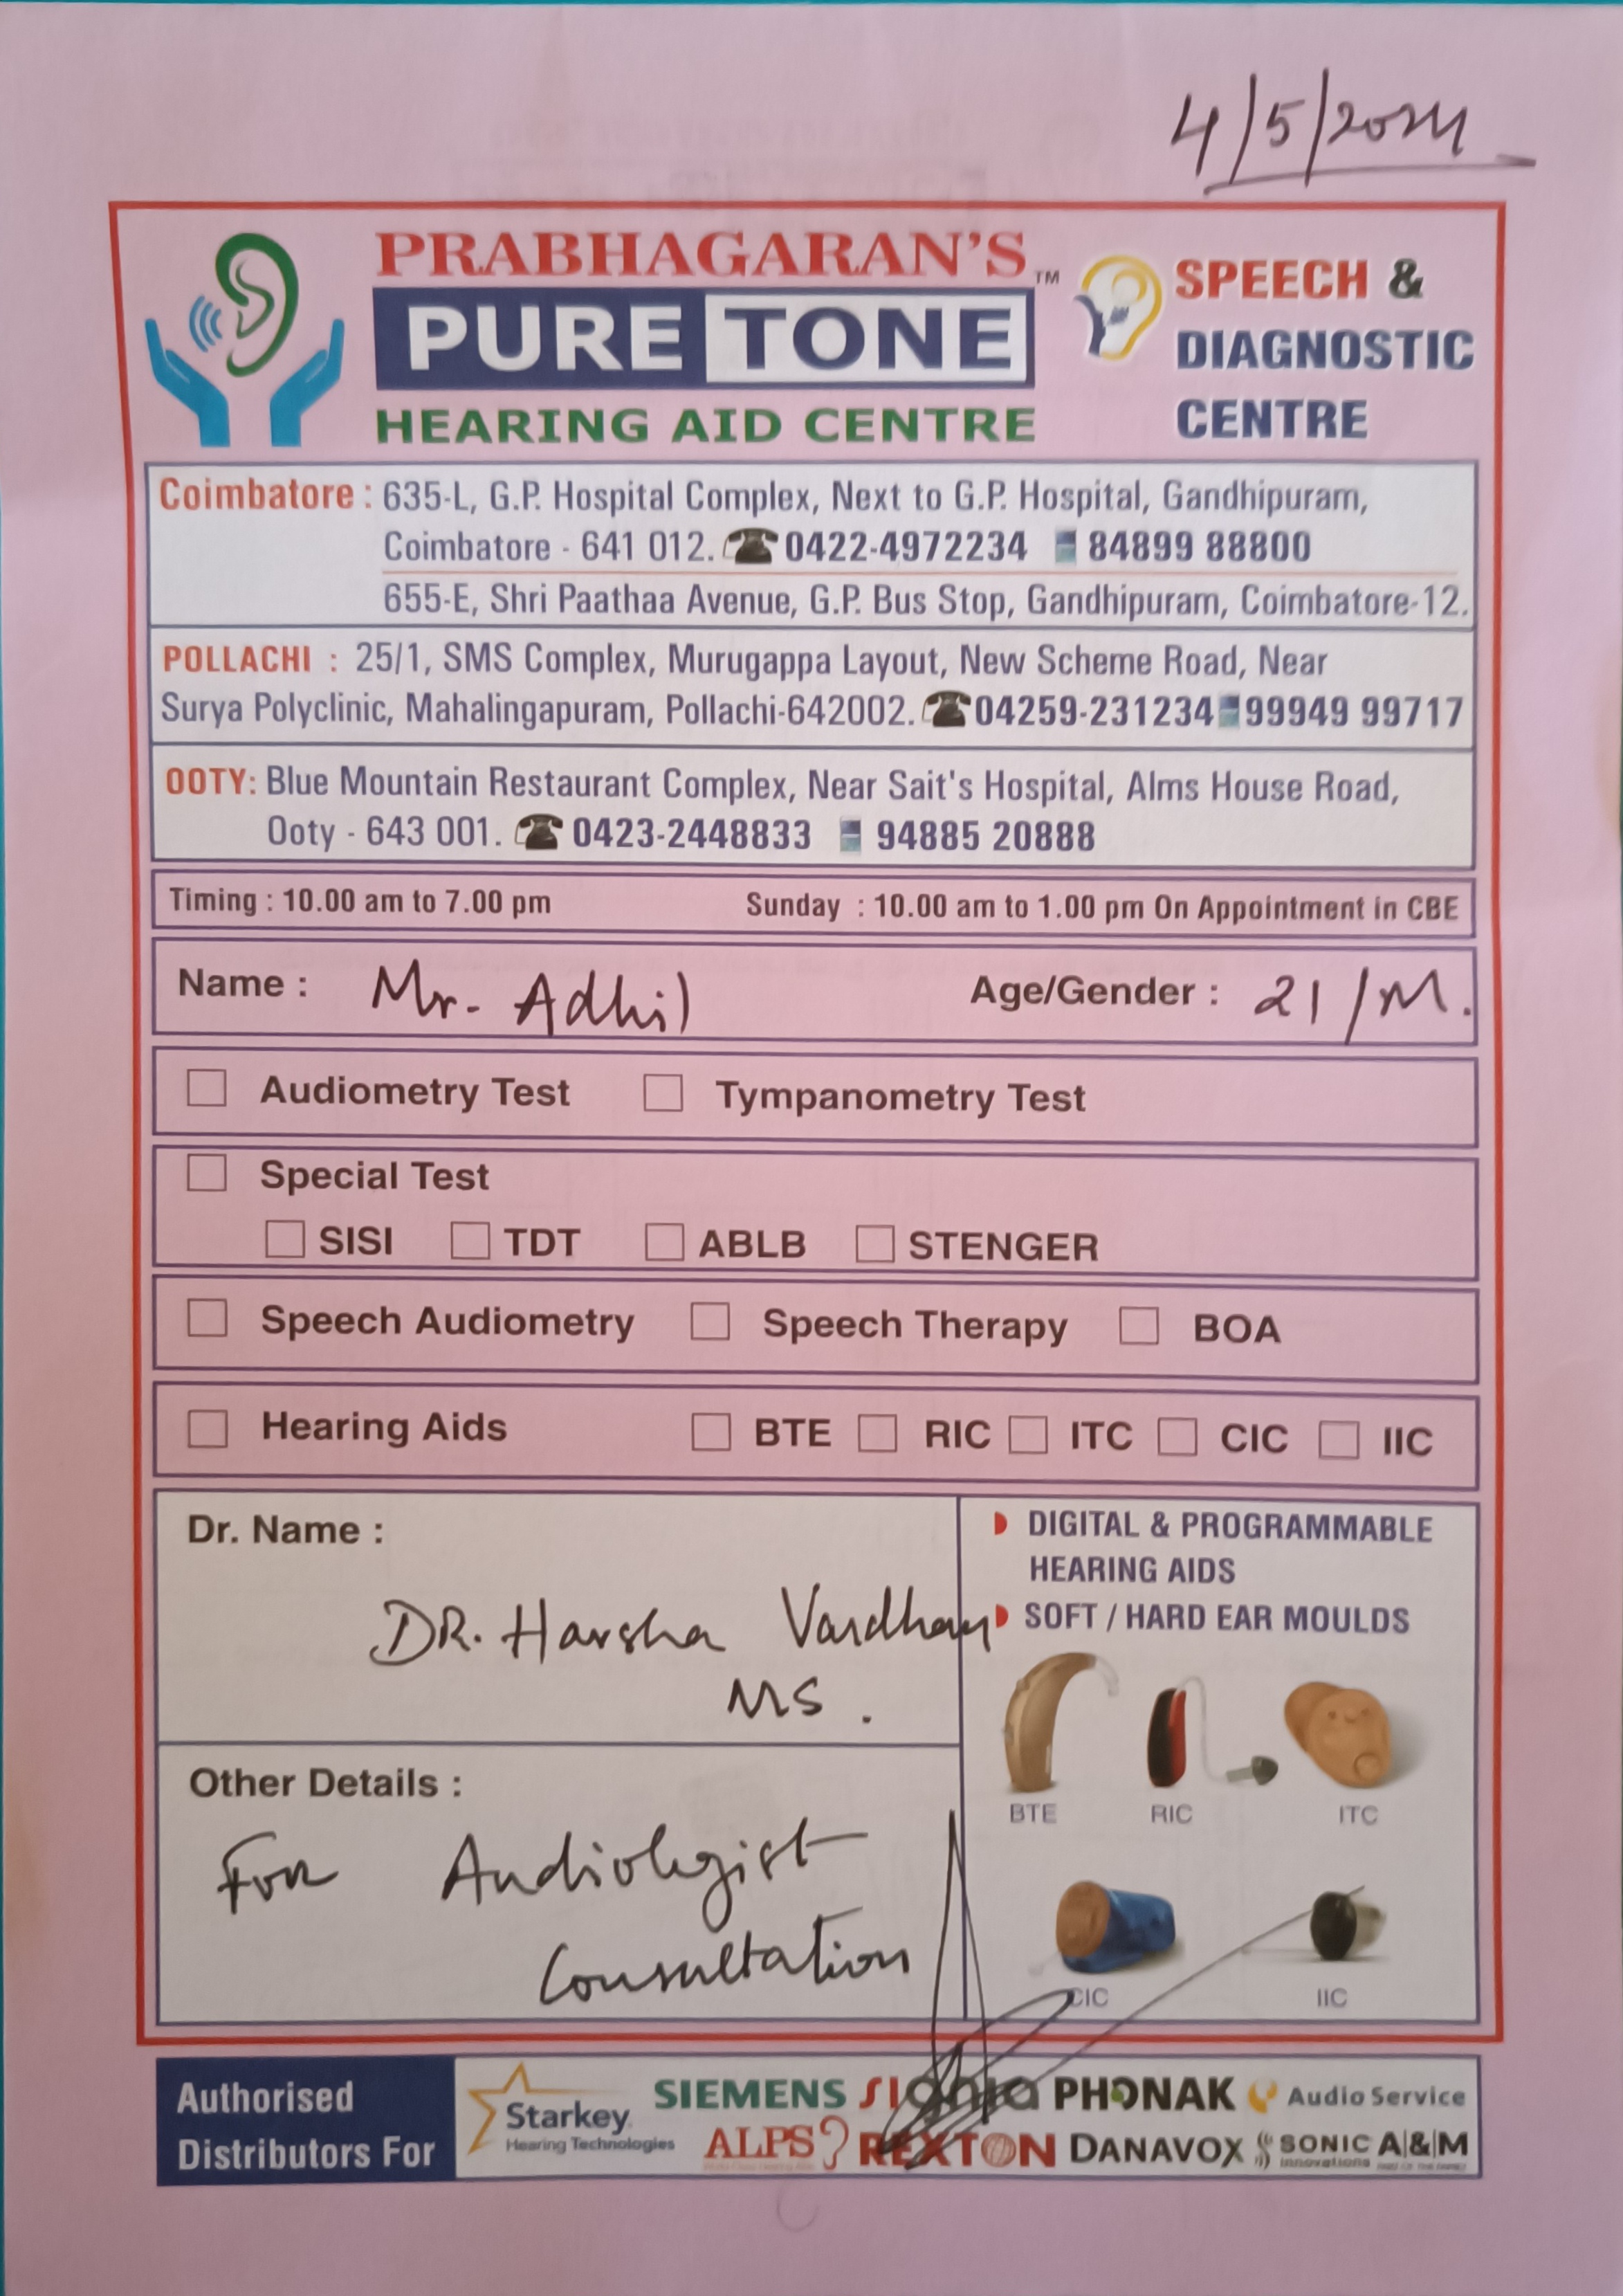 4/5/2024
PRABHAGARAN'S
PURE TONE ™
HEARING AID CENTRE
SPEECH &
DIAGNOSTIC
CENTRE
Coimbatore : 635-L, G.P. Hospital Complex, Next to G.P. Hospital, Gandhipuram,
Coimbatore - 641 012. 0422-4972234 84899 88800
655-E, Shri Paathaa Avenue, G.P. Bus Stop, Gandhipuram, Coimbatore-12.
POLLACHI : 25/1, SMS Complex, Murugappa Layout, New Scheme Road, Near
Surya Polyclinic, Mahalingapuram, Pollachi-642002. 04259-231234 99949 99717
OOTY: Blue Mountain Restaurant Complex, Near Sait's Hospital, Alms House Road,
Ooty - 643 001. 0423-2448833 94885 20888
Timing : 10.00 am to 7.00 pm Sunday : 10.00 am to 1.00 pm On Appointment in CBE
Name : Mr. Adhil Age/Gender : 21/M.
Audiometry Test Tympanometry Test
Special Test
SISI TDT ABLB STENGER
Speech Audiometry Speech Therapy BOA
Hearing Aids BTE RIC ITC CIC IIC
Dr. Name :
DR. Harsha Vardhan
MS.
Other Details :
For Audiologist
Consultation
DIGITAL & PROGRAMMABLE
HEARING AIDS
SOFT / HARD EAR MOULDS
BTE RIC ITC
CIC IIC
Authorised
Distributors For
Starkey
Hearing Technologies
SIEMENS Signia PHONAK Audio Service
ALPS REXTON DANAVOX SONIC innovations A&M